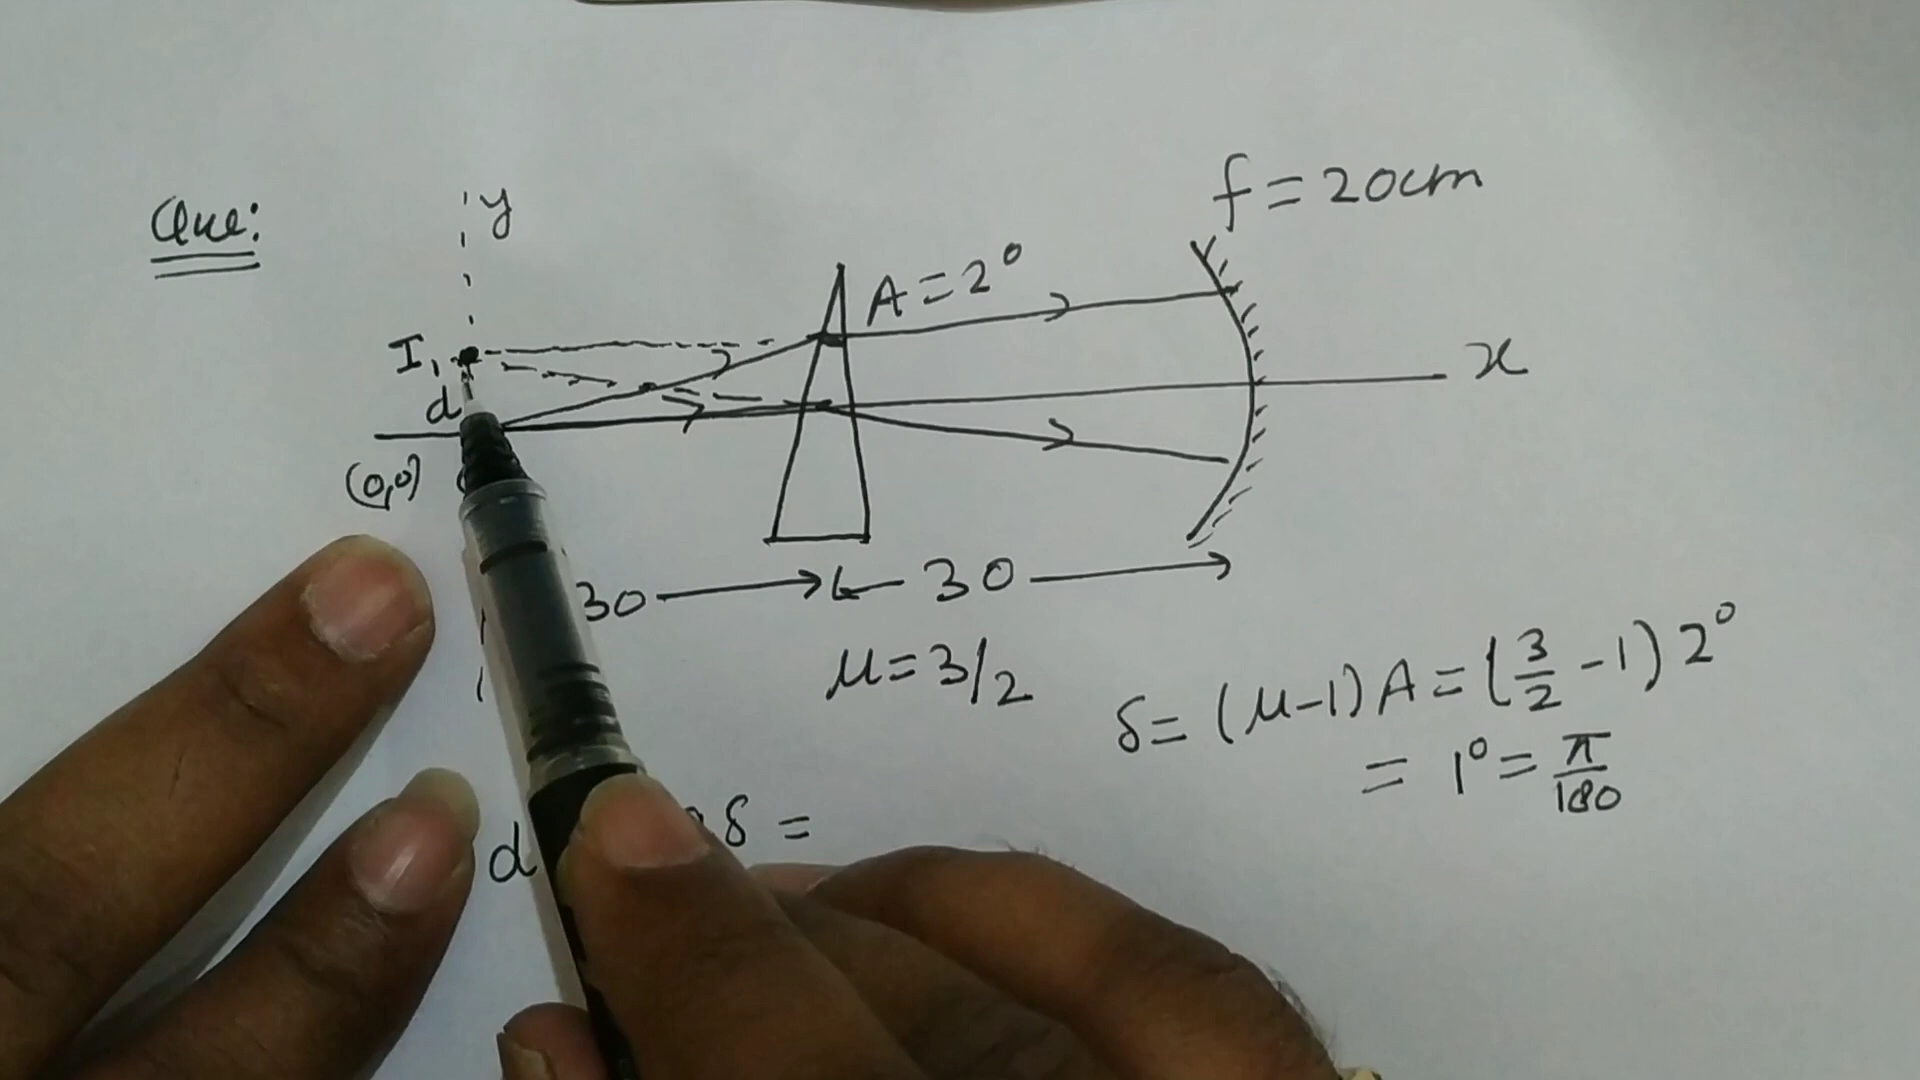 Que:
y
f = 20cm
A = 2°
I₁
x
d
(0,0)
30
30
μ = 3/2
δ = (μ-1)A = (3/2 - 1) 2°
= 1° = π/180
d
δ =